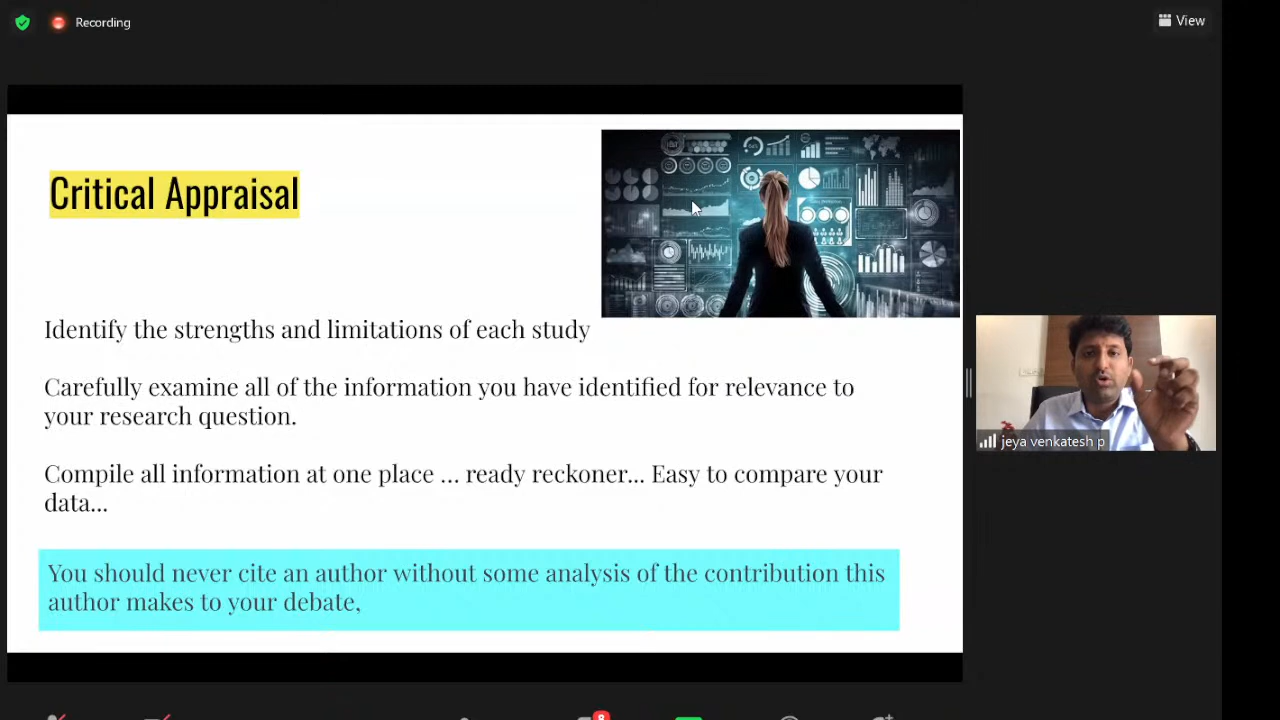 Recording
View
Critical Appraisal
Identify the strengths and limitations of each study
Carefully examine all of the information you have identified for relevance to
your research question.
Compile all information at one place ... ready reckoner... Easy to compare your
data...
You should never cite an author without some analysis of the contribution this
author makes to your debate,
jeya venkatesh p
8